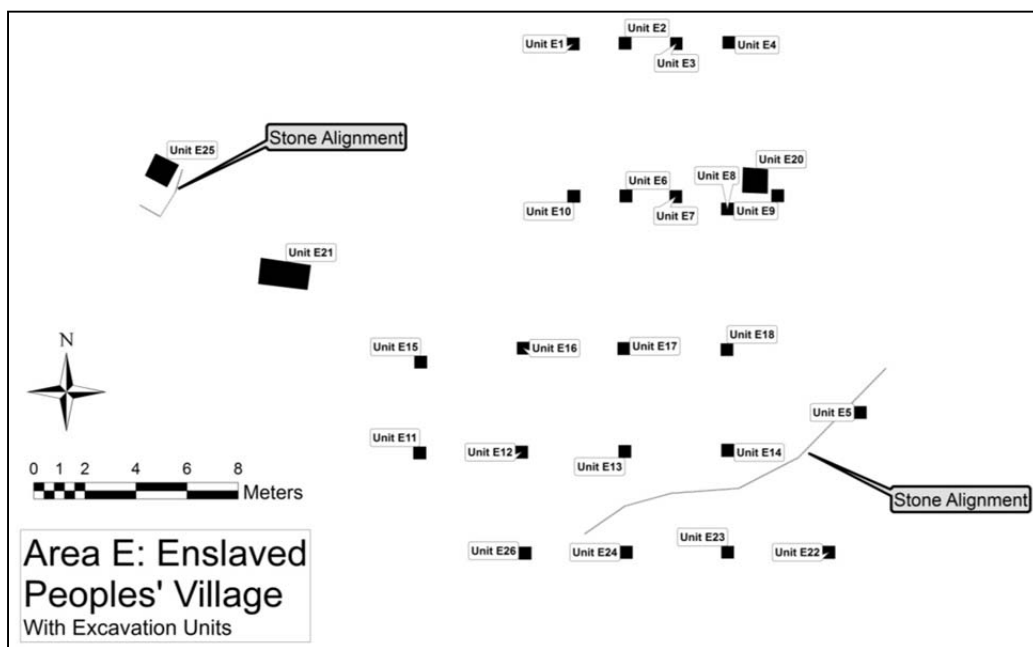 Unit E1
Unit E2
Unit E3
Unit E4
Unit E25
Stone Alignment
Unit E20
Unit E6
Unit E8
Unit E10
Unit E7
Unit E9
Unit E21
N
Unit E15
Unit E16
Unit E17
Unit E18
Unit E5
Unit E11
Unit E12
Unit E13
Unit E14
0 1 2 4 6 8
Meters
Stone Alignment
Unit E26
Unit E24
Unit E23
Unit E22
Area E: Enslaved
Peoples' Village
With Excavation Units